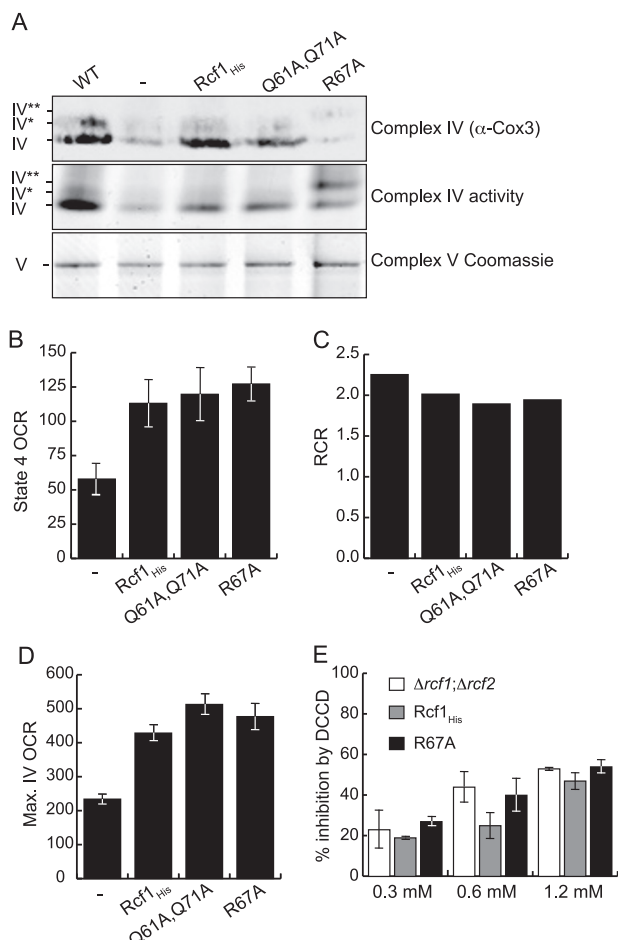 A
WT - Rcf1His Q61A,Q71A R67A
IV**
IV*
IV
Complex IV (α-Cox3)
IV**
IV*
IV
Complex IV activity
V
Complex V Coomassie
B
State 4 OCR
150
125
100
75
50
25
0
- Rcf1His Q61A,Q71A R67A
C
RCR
2.5
2.0
1.5
1.0
0.5
0.0
- Rcf1His Q61A,Q71A R67A
D
Max. IV OCR
600
500
400
300
200
100
0
- Rcf1His Q61A,Q71A R67A
E
% inhibition by DCCD
100
80
60
40
20
0
Δrcf1;Δrcf2
Rcf1His
R67A
0.3 mM 0.6 mM 1.2 mM